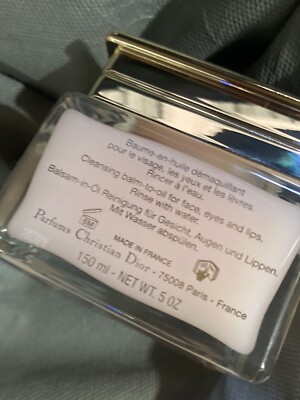 Baume-en-huile démaquillant
pour le visage, les yeux et les lèvres.
Rincer à l'eau.
Cleansing balm-to-oil for face, eyes and lips.
Rinse with water.
Balsam-in-Öl Reinigung für Gesicht, Augen und Lippen.
Mit Wasser abspülen.
MADE IN FRANCE
Parfums Christian Dior - 75008 Paris - France
150 ml - NET WT. 5 OZ